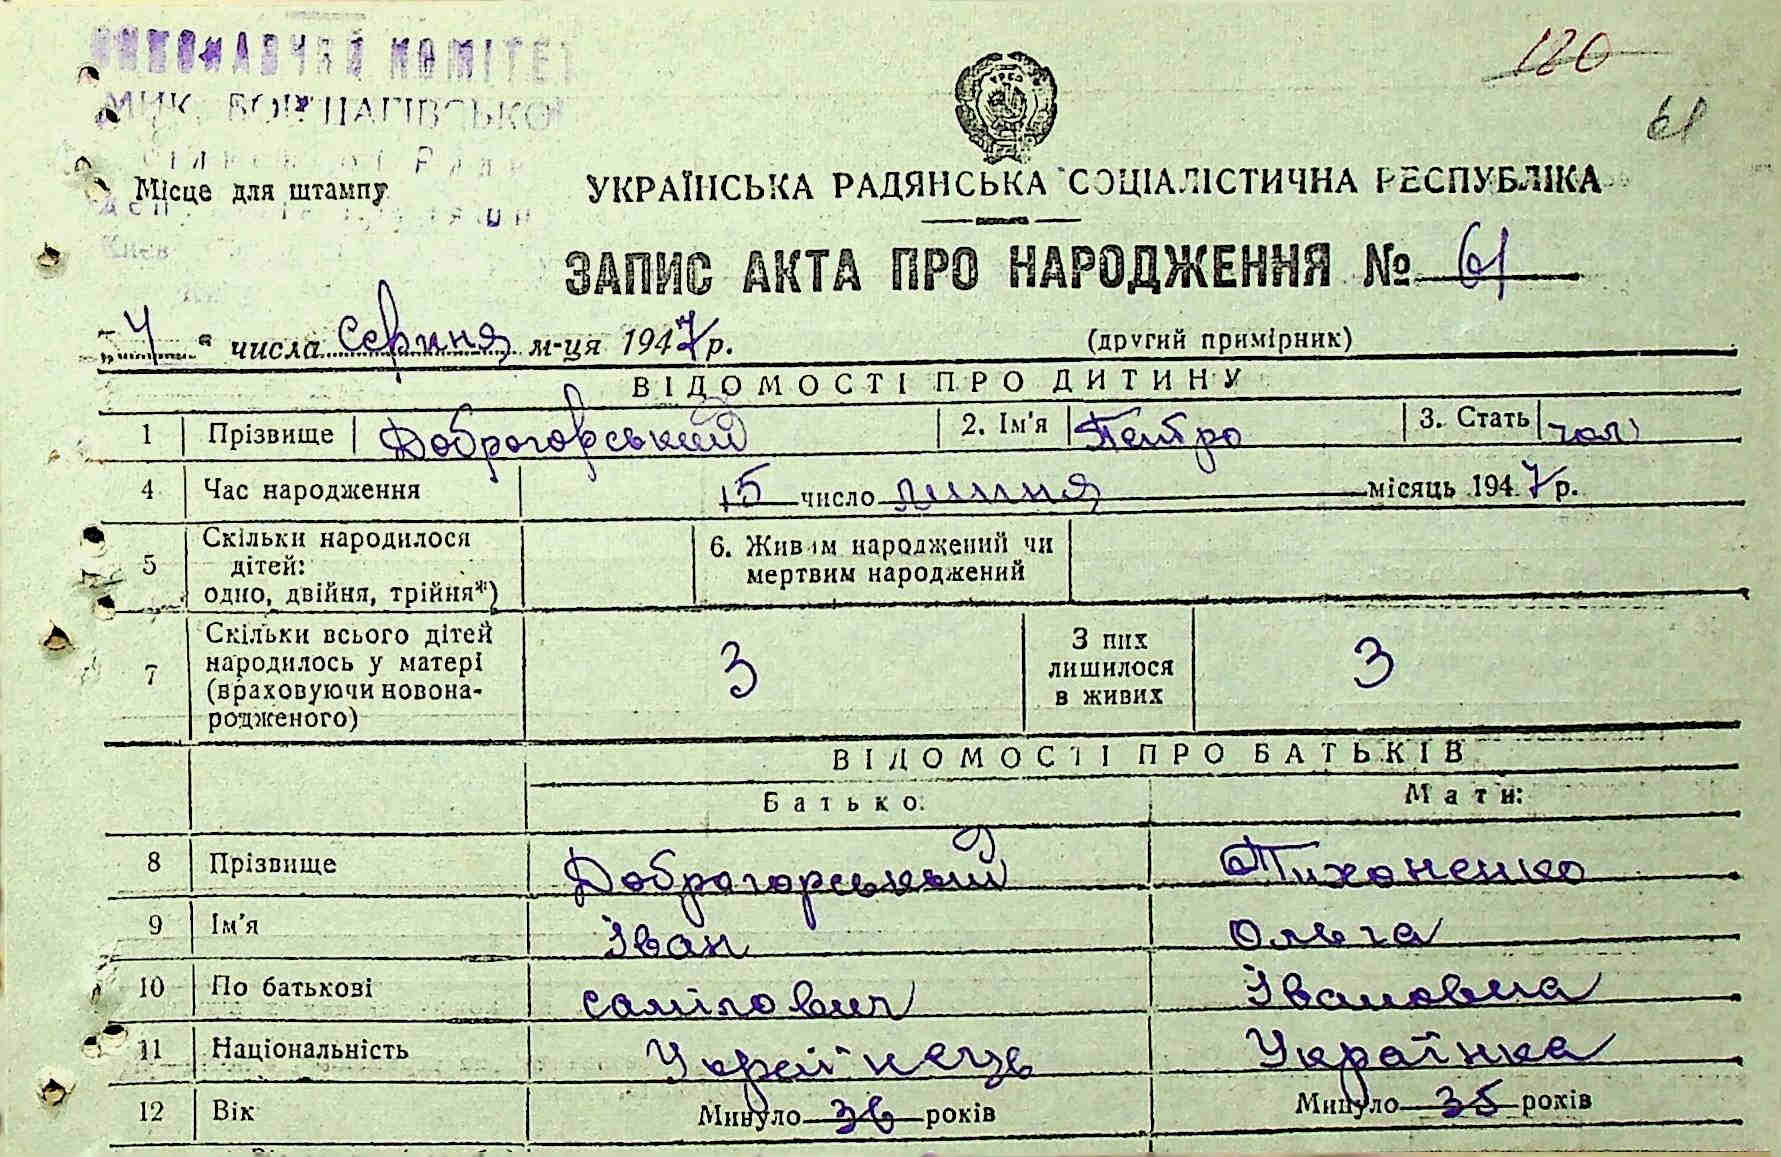 ВИКОНАВЧИЙ КОМІТЕТ
МИК. БОРЩАГІВСЬКОЇ
120
61
Місце для штампу
УКРАЇНСЬКА РАДЯНСЬКА СОЦІАЛІСТИЧНА РЕСПУБЛІКА
ЗАПИС АКТА ПРО НАРОДЖЕННЯ № 61
„4“ числа Серпня м-ця 1947 р. (другий примірник)
ВІДОМОСТІ ПРО ДИТИНУ
1 Прізвище Доброгорський 2. Ім'я Петро 3. Стать чол
4 Час народження 15 число липня місяць 1947 р.
5 Скільки народилося дітей: одно, двійня, трійня*) 6. Живим народжений чи мертвим народжений
7 Скільки всього дітей народилось у матері (враховуючи новонародженого) 3 З них лишилося в живих 3
ВІДОМОСТІ ПРО БАТЬКІВ
Батько: Мати:
8 Прізвище Доброгорський Тихоненко
9 Ім'я Іван Ольга
10 По батькові Івановна
11 Національність Українець Українка
12 Вік Минуло 36 років Минуло 35 років